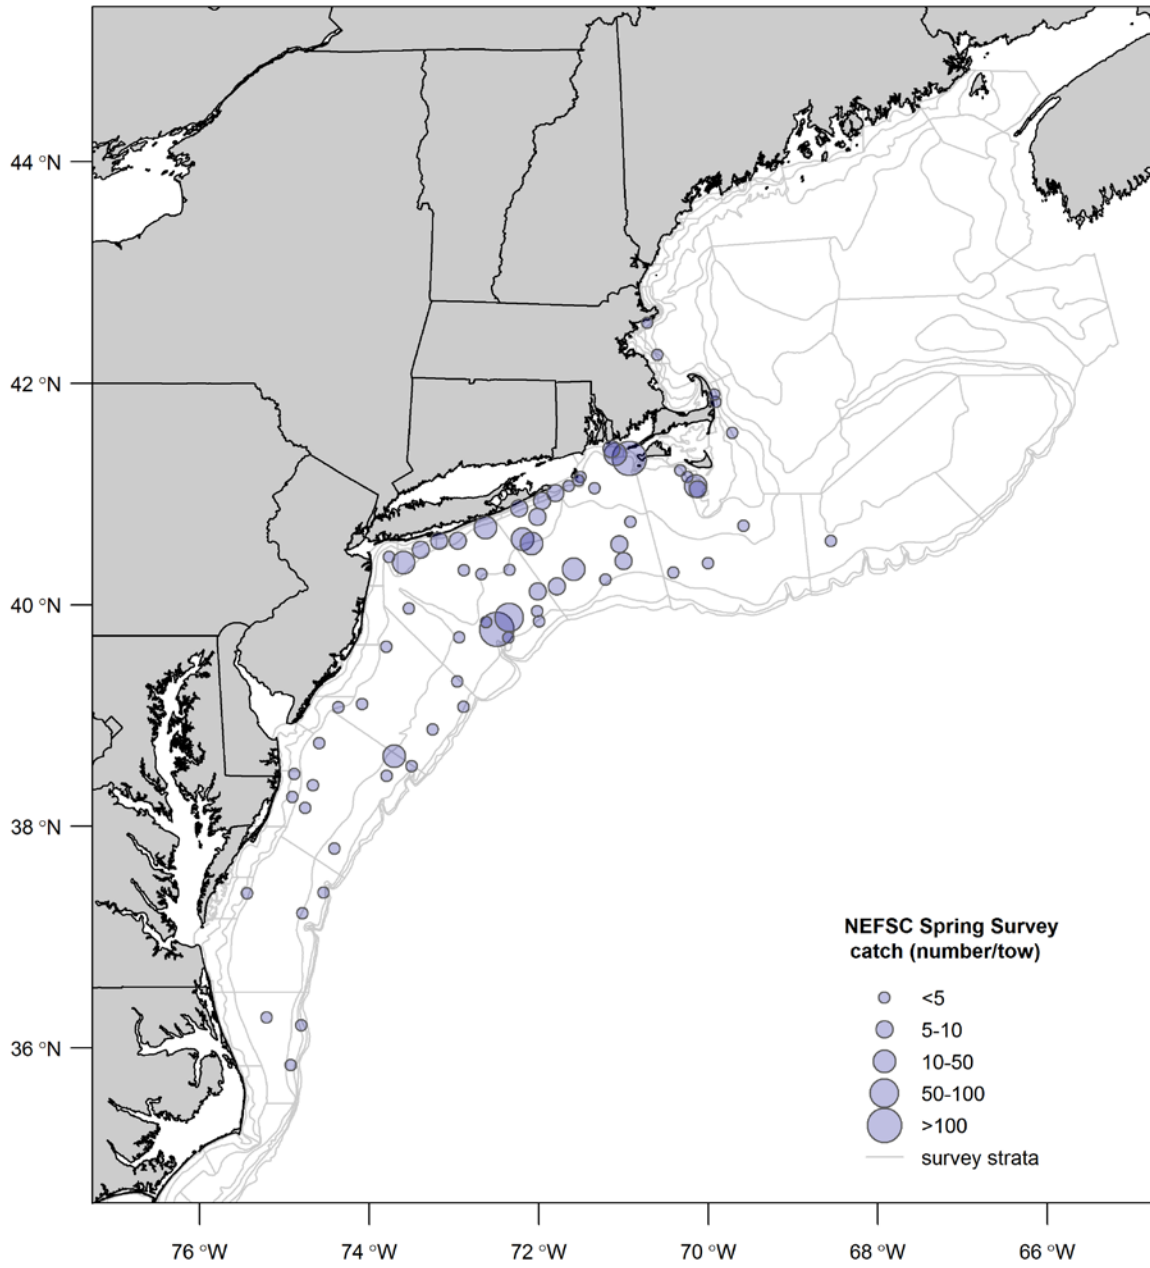 44 °N
42 °N
40 °N
38 °N
36 °N
NEFSC Spring Survey
catch (number/tow)
<5
5-10
10-50
50-100
>100
survey strata
76 °W
74 °W
72 °W
70 °W
68 °W
66 °W